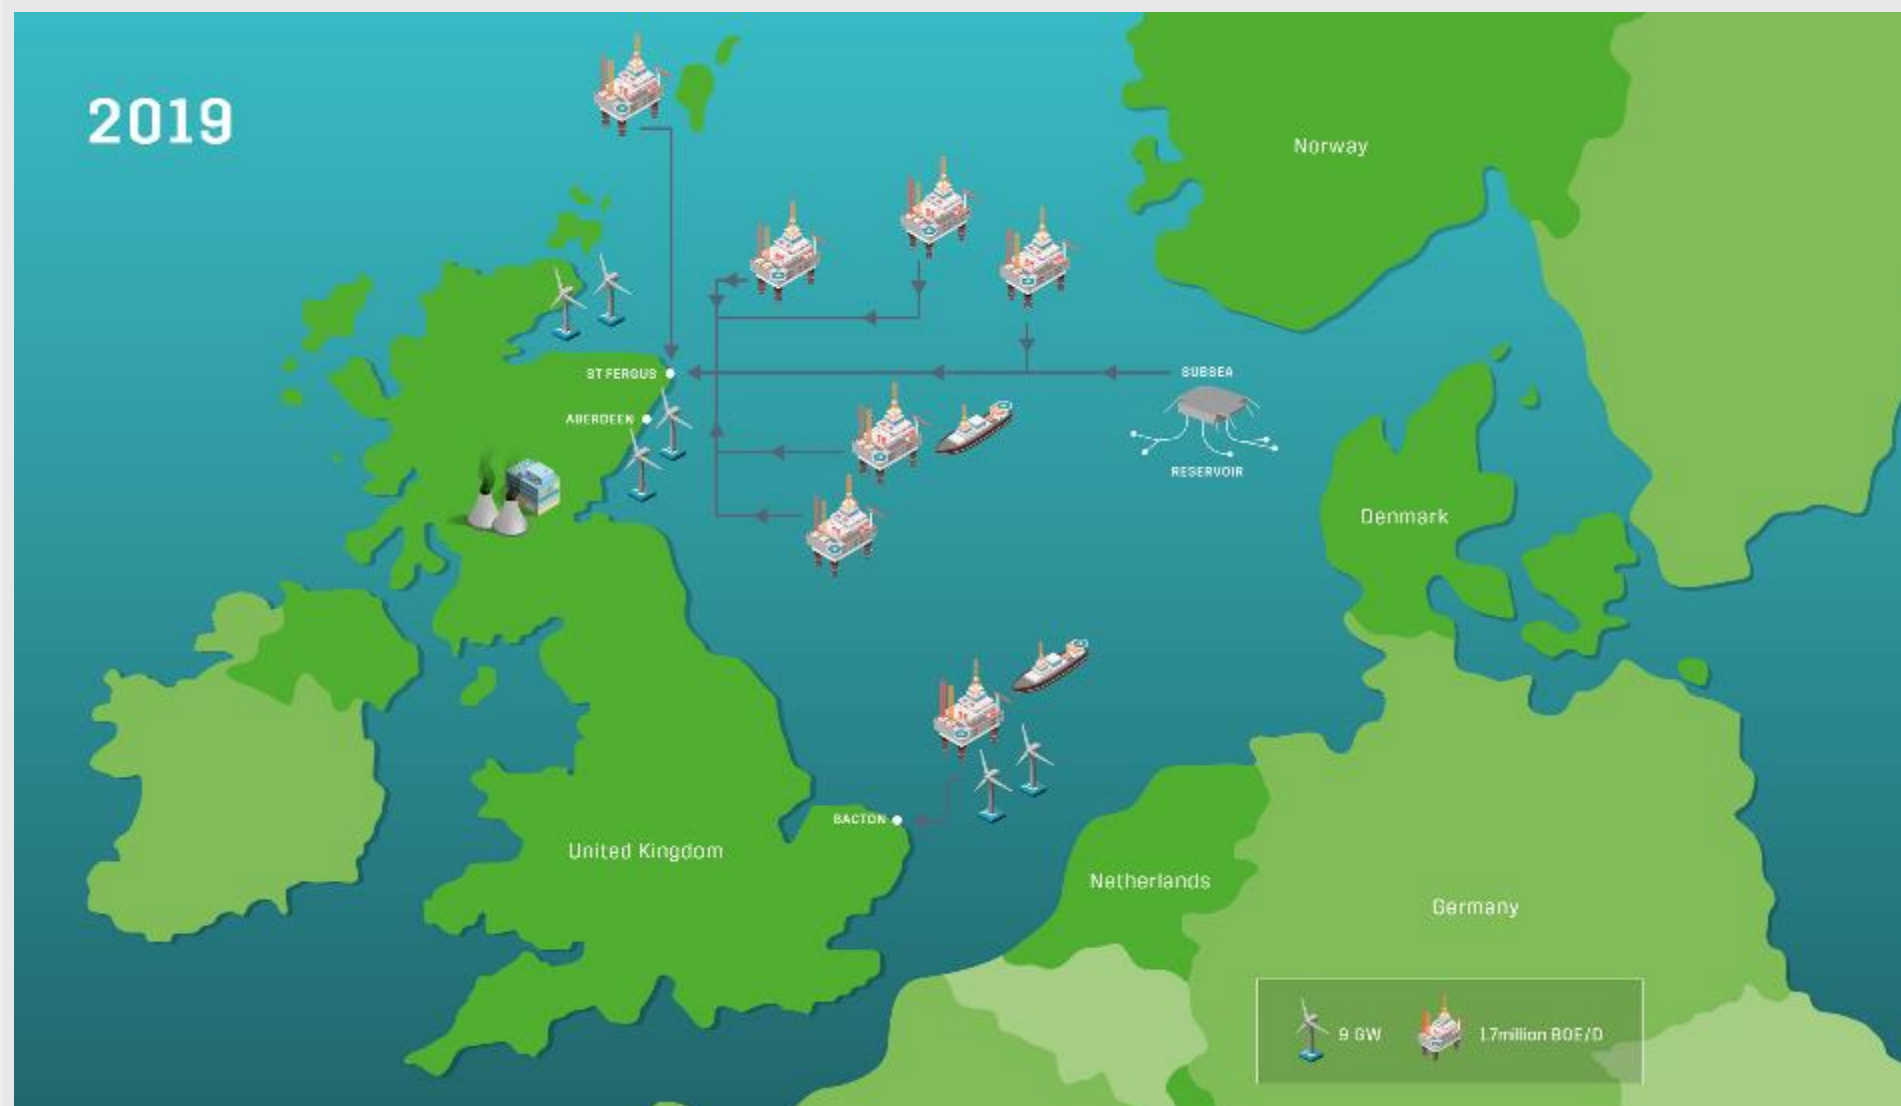 2019
Norway
ST FERGUS
SUBSEA
ABERDEEN
RESERVOIR
Denmark
BACTON
United Kingdom
Netherlands
Germany
9 GW
1.7million BOE/D